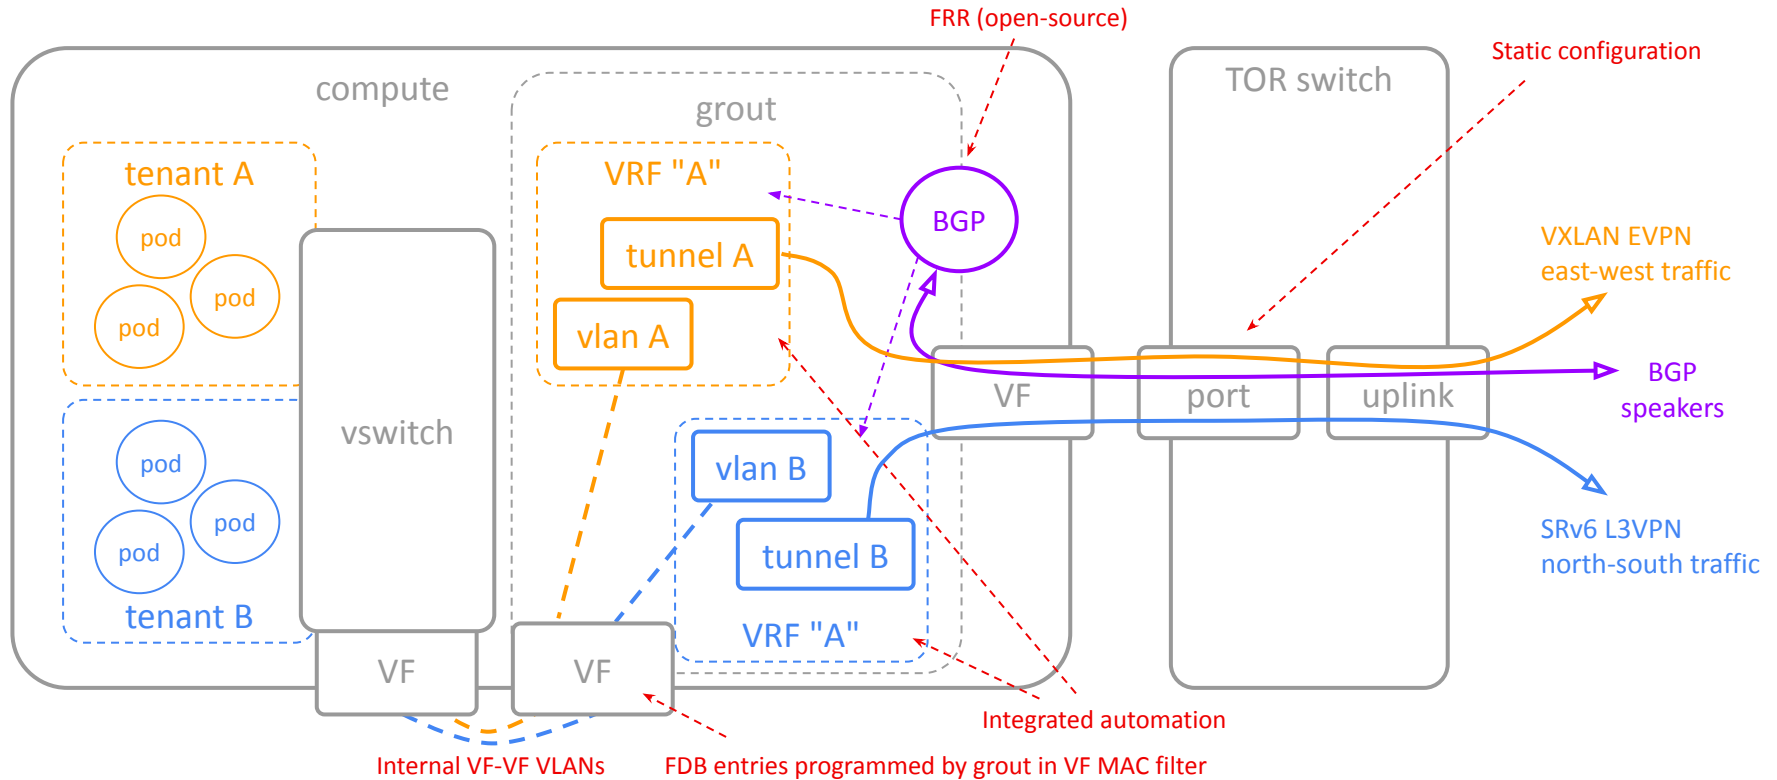 FRR (open-source)
Static configuration
compute
TOR switch
grout
tenant A
VRF "A"
pod
BGP
pod
pod
tunnel A
vlan A
VXLAN EVPN
east-west traffic
VF
port
uplink
BGP
speakers
vswitch
pod
pod
pod
vlan B
tunnel B
SRv6 L3VPN
north-south traffic
tenant B
VRF "A"
VF
VF
Integrated automation
Internal VF-VF VLANs
FDB entries programmed by grout in VF MAC filter